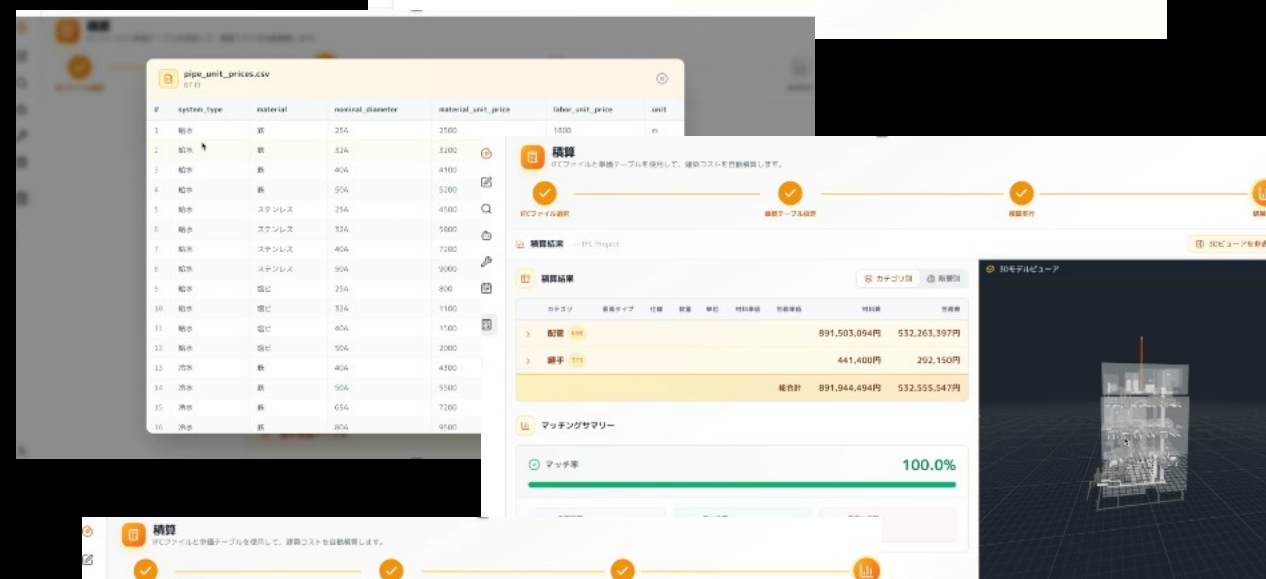 pipe_unit_prices.csv
67 行
# system_type material nominal_diameter material_unit_price labor_unit_price unit
1 給水 鉄 25A 2500 1800 m
2 給水 鉄 32A 3200
3 給水 鉄 40A 4100
4 給水 鉄 50A 5200
5 給水 ステンレス 25A 4500
6 給水 ステンレス 32A 5800
7 給水 ステンレス 40A 7200
8 給水 ステンレス 50A 9000
9 給水 塩ビ 25A 800
10 給水 塩ビ 32A 1100
11 給水 塩ビ 40A 1500
12 給水 塩ビ 50A 2000
13 冷水 鉄 40A 4300
14 冷水 鉄 50A 5500
15 冷水 鉄 65A 7200
16 冷水 鉄 80A 9500
積算
IFCファイルと単価テーブルを使用して、建築コストを自動積算します。
IFCファイル選択 単価テーブル設定 積算実行
積算結果 — IFC Project
3Dビューアを非表
積算結果
カテゴリ別 階層別
カテゴリ 要素タイプ 仕様 数量 単位 材料単価 労務単価 材料費 労務費
配管 891,503,094円 532,263,397円
継手 441,400円 292,150円
総合計 891,944,494円 532,555,547円
マッチングサマリー
マッチ率 100.0%
3Dモデルビューア
積算
IFCファイルと単価テーブルを使用して、建築コストを自動積算します。